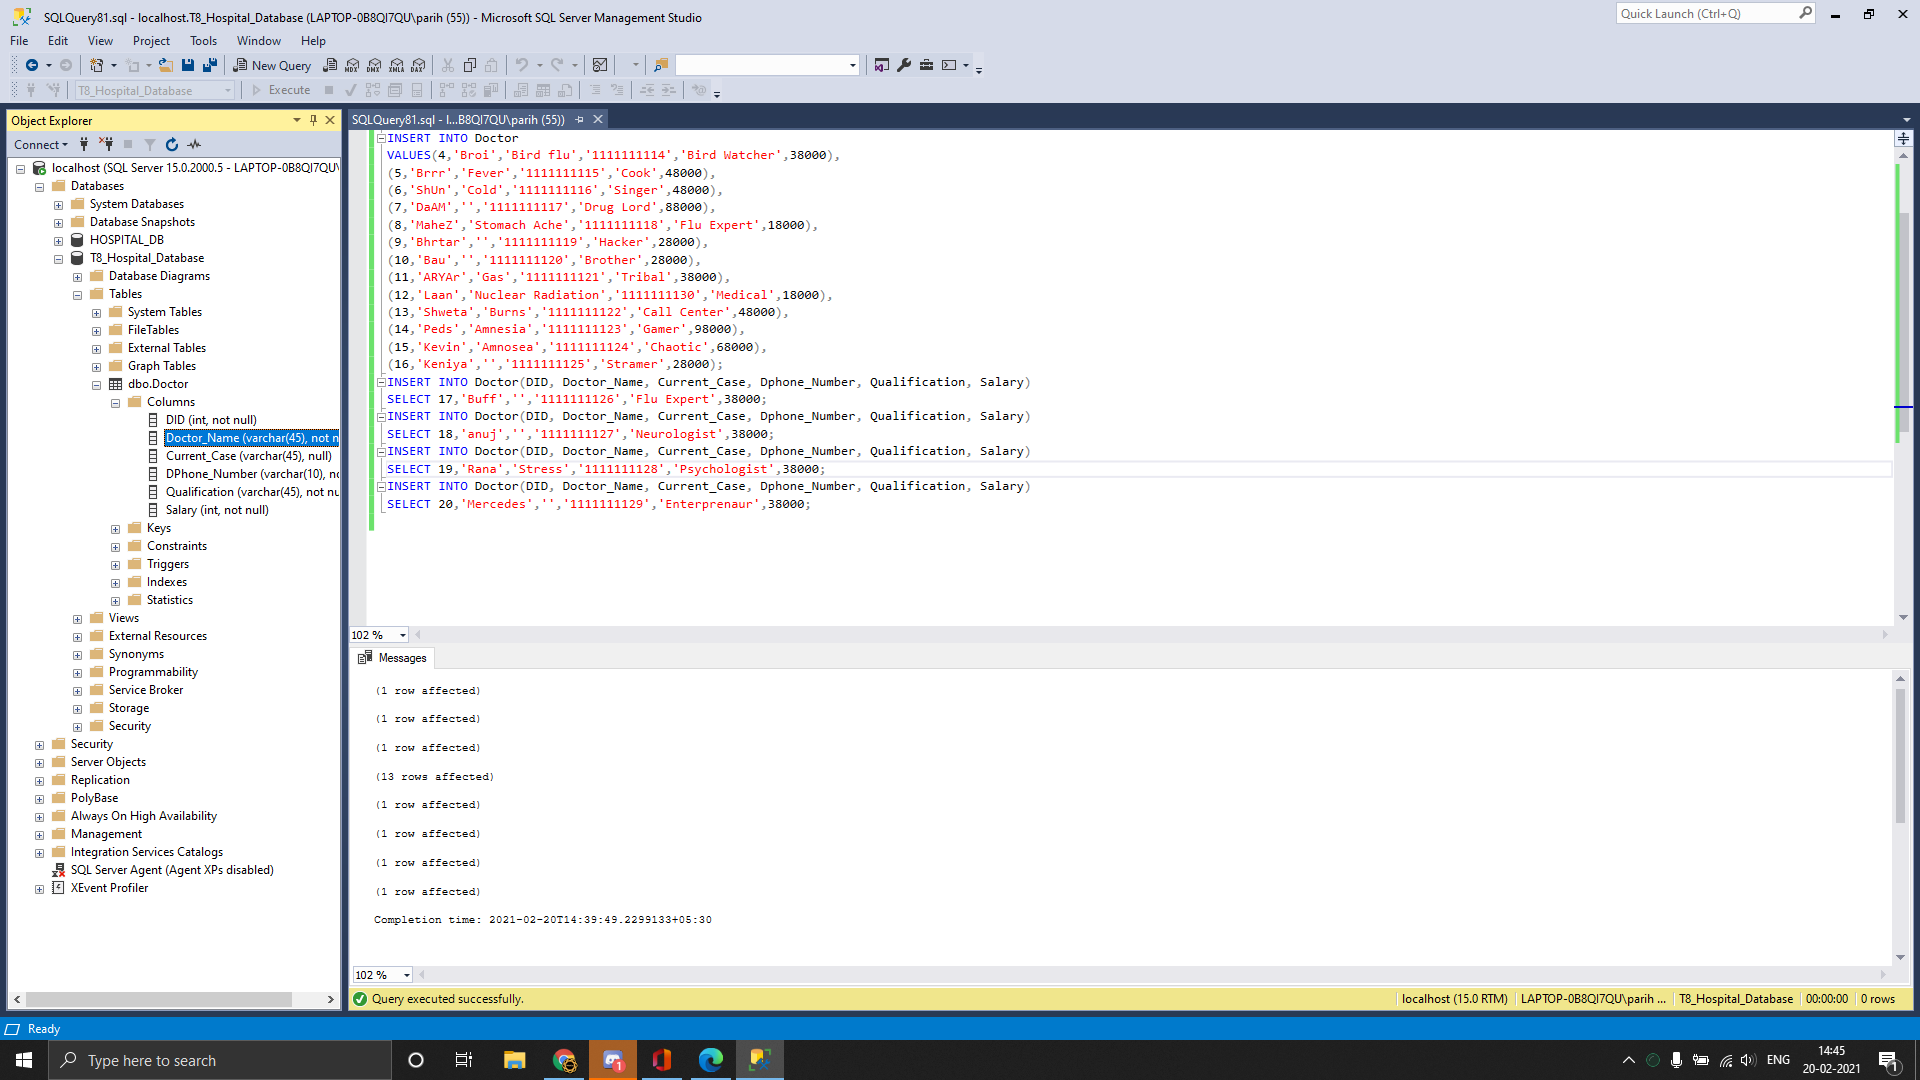 SQLQuery81.sql - localhost.T8_Hospital_Database (LAPTOP-0B8QI7QU\parih (55)) - Microsoft SQL Server Management Studio
Quick Launch (Ctrl+Q)
File Edit View Project Tools Window Help
New Query
MDX DMX XMLA DAX
T8_Hospital_Database
Execute
Object Explorer
Connect
localhost (SQL Server 15.0.2000.5 - LAPTOP-0B8QI7QU\
Databases
System Databases
Database Snapshots
HOSPITAL_DB
T8_Hospital_Database
Database Diagrams
Tables
System Tables
FileTables
External Tables
Graph Tables
dbo.Doctor
Columns
DID (int, not null)
Doctor_Name (varchar(45), not n
Current_Case (varchar(45), null)
DPhone_Number (varchar(10), no
Qualification (varchar(45), not nu
Salary (int, not null)
Keys
Constraints
Triggers
Indexes
Statistics
Views
External Resources
Synonyms
Programmability
Service Broker
Storage
Security
Security
Server Objects
Replication
PolyBase
Always On High Availability
Management
Integration Services Catalogs
SQL Server Agent (Agent XPs disabled)
XEvent Profiler
SQLQuery81.sql - l...B8QI7QU\parih (55))
INSERT INTO Doctor
VALUES(4,'Broi','Bird flu','1111111114','Bird Watcher',38000),
(5,'Brrr','Fever','1111111115','Cook',48000),
(6,'ShUn','Cold','1111111116','Singer',48000),
(7,'DaAM','','1111111117','Drug Lord',88000),
(8,'MaheZ','Stomach Ache','1111111118','Flu Expert',18000),
(9,'Bhrtar','','1111111119','Hacker',28000),
(10,'Bau','','1111111120','Brother',28000),
(11,'ARYAr','Gas','1111111121','Tribal',38000),
(12,'Laan','Nuclear Radiation','1111111130','Medical',18000),
(13,'Shweta','Burns','1111111122','Call Center',48000),
(14,'Peds','Amnesia','1111111123','Gamer',98000),
(15,'Kevin','Amnosea','1111111124','Chaotic',68000),
(16,'Keniya','','1111111125','Stramer',28000);
INSERT INTO Doctor(DID, Doctor_Name, Current_Case, Dphone_Number, Qualification, Salary)
SELECT 17,'Buff','','1111111126','Flu Expert',38000;
INSERT INTO Doctor(DID, Doctor_Name, Current_Case, Dphone_Number, Qualification, Salary)
SELECT 18,'anuj','','1111111127','Neurologist',38000;
INSERT INTO Doctor(DID, Doctor_Name, Current_Case, Dphone_Number, Qualification, Salary)
SELECT 19,'Rana','Stress','1111111128','Psychologist',38000;
INSERT INTO Doctor(DID, Doctor_Name, Current_Case, Dphone_Number, Qualification, Salary)
SELECT 20,'Mercedes','','1111111129','Enterprenaur',38000;
102 %
Messages
(1 row affected)
(1 row affected)
(1 row affected)
(13 rows affected)
(1 row affected)
(1 row affected)
(1 row affected)
(1 row affected)
Completion time: 2021-02-20T14:39:49.2299133+05:30
102 %
Query executed successfully.
localhost (15.0 RTM) LAPTOP-0B8QI7QU\parih ... T8_Hospital_Database 00:00:00 0 rows
Ready
Type here to search
1
ENG
14:45
20-02-2021
1